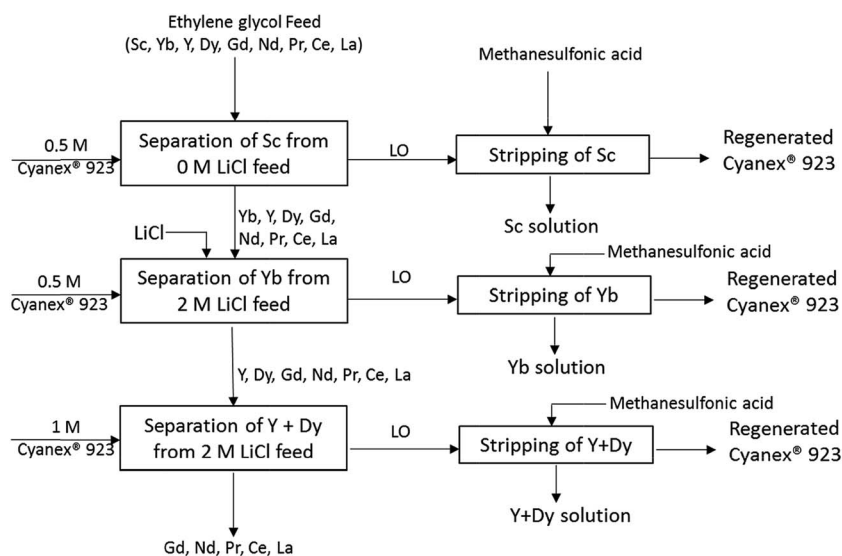 Ethylene glycol Feed
(Sc, Yb, Y, Dy, Gd, Nd, Pr, Ce, La)
Methanesulfonic acid
0.5 M
Cyanex® 923
Separation of Sc from
0 M LiCl feed
LO
Stripping of Sc
Regenerated
Cyanex® 923
Yb, Y, Dy, Gd,
Nd, Pr, Ce, La
Sc solution
LiCl
Methanesulfonic acid
0.5 M
Cyanex® 923
Separation of Yb from
2 M LiCl feed
LO
Stripping of Yb
Regenerated
Cyanex® 923
Yb solution
Y, Dy, Gd, Nd, Pr, Ce, La
Methanesulfonic acid
1 M
Cyanex® 923
Separation of Y + Dy
from 2 M LiCl feed
LO
Stripping of Y+Dy
Regenerated
Cyanex® 923
Y+Dy solution
Gd, Nd, Pr, Ce, La